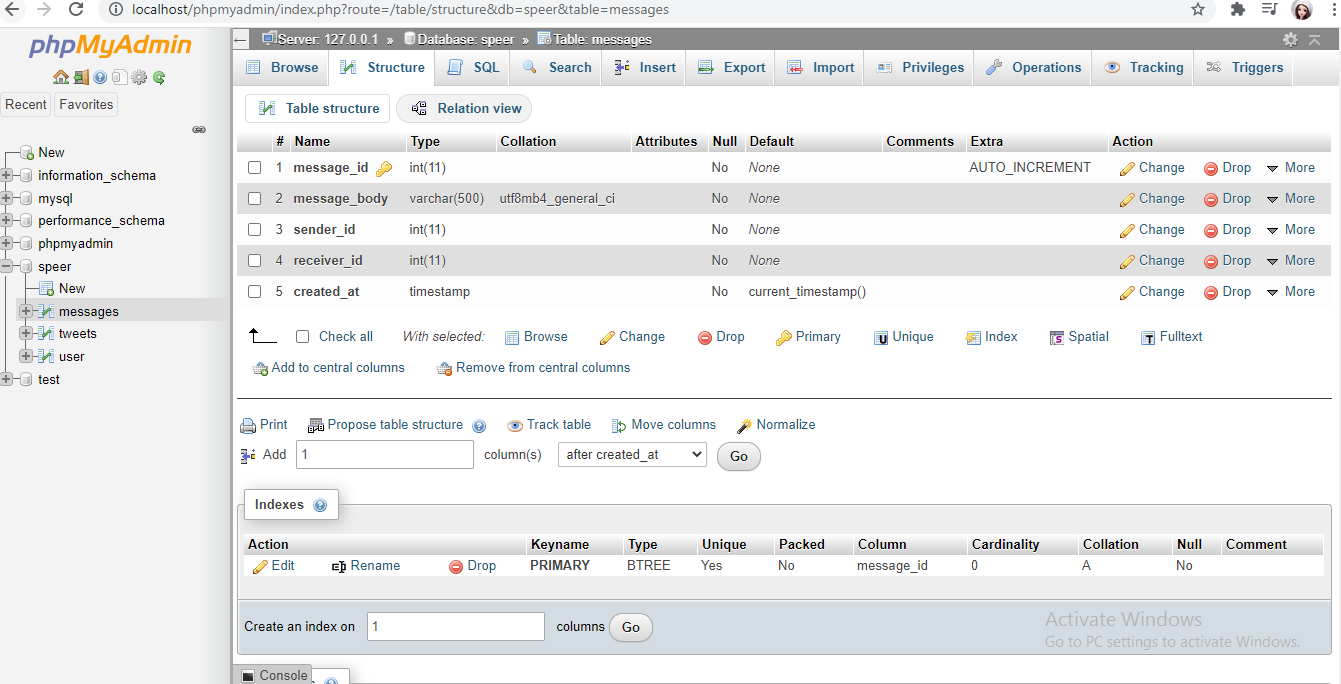 localhost/phpmyadmin/index.php?route=/table/structure&db=speer&table=messages
phpMyAdmin
Recent Favorites
New
information_schema
mysql
performance_schema
phpmyadmin
speer
New
messages
tweets
user
test
Server: 127.0.0.1 » Database: speer » Table: messages
Browse Structure SQL Search Insert Export Import Privileges Operations Tracking Triggers
Table structure Relation view
# Name Type Collation Attributes Null Default Comments Extra Action
1 message_id int(11) No None AUTO_INCREMENT Change Drop More
2 message_body varchar(500) utf8mb4_general_ci No None Change Drop More
3 sender_id int(11) No None Change Drop More
4 receiver_id int(11) No None Change Drop More
5 created_at timestamp No current_timestamp() Change Drop More
Check all With selected: Browse Change Drop Primary Unique Index Spatial Fulltext
Add to central columns Remove from central columns
Print Propose table structure Track table Move columns Normalize
Add 1 column(s) after created_at Go
Indexes
Action Keyname Type Unique Packed Column Cardinality Collation Null Comment
Edit Rename Drop PRIMARY BTREE Yes No message_id 0 A No
Create an index on 1 columns Go
Activate Windows
Go to PC settings to activate Windows.
Console